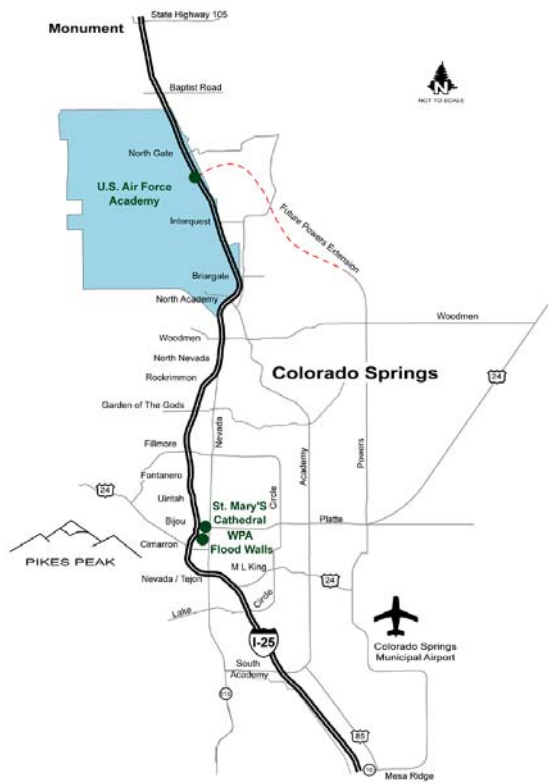 State Highway 105
Monument
Baptist Road
N
NOT TO SCALE
North Gate
U.S. Air Force
Academy
Interquest
Future Powers Extension
Briargate
North Academy
Woodmen
Woodmen
North Nevada
Colorado Springs
Rockrimmon
24
Garden of The Gods
Nevada
Academy
Powers
Fillmore
Fontanero
Circle
24
Uintah
St. Mary'S
Cathedral
Bijou
Platte
WPA
Flood Walls
Cimarron
PIKES PEAK
M L King
Nevada / Tejon
24
Circle
Lake
I-25
Colorado Springs
Municipal Airport
South
Academy
115
85
16
Mesa Ridge